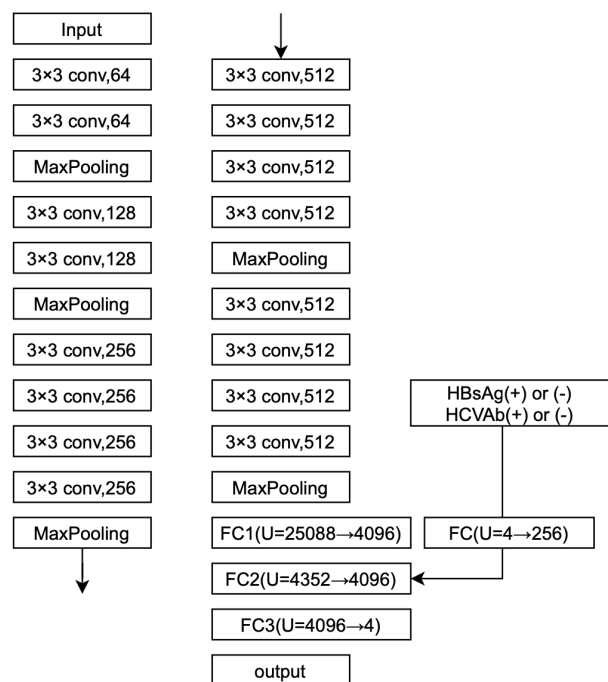 Input
3×3 conv,64
3×3 conv,64
MaxPooling
3×3 conv,128
3×3 conv,128
MaxPooling
3×3 conv,256
3×3 conv,256
3×3 conv,256
3×3 conv,256
MaxPooling
3×3 conv,512
3×3 conv,512
3×3 conv,512
3×3 conv,512
MaxPooling
3×3 conv,512
3×3 conv,512
3×3 conv,512
3×3 conv,512
MaxPooling
FC1(U=25088→4096)
FC2(U=4352→4096)
FC3(U=4096→4)
output
HBsAg(+) or (-)
HCVAb(+) or (-)
FC(U=4→256)